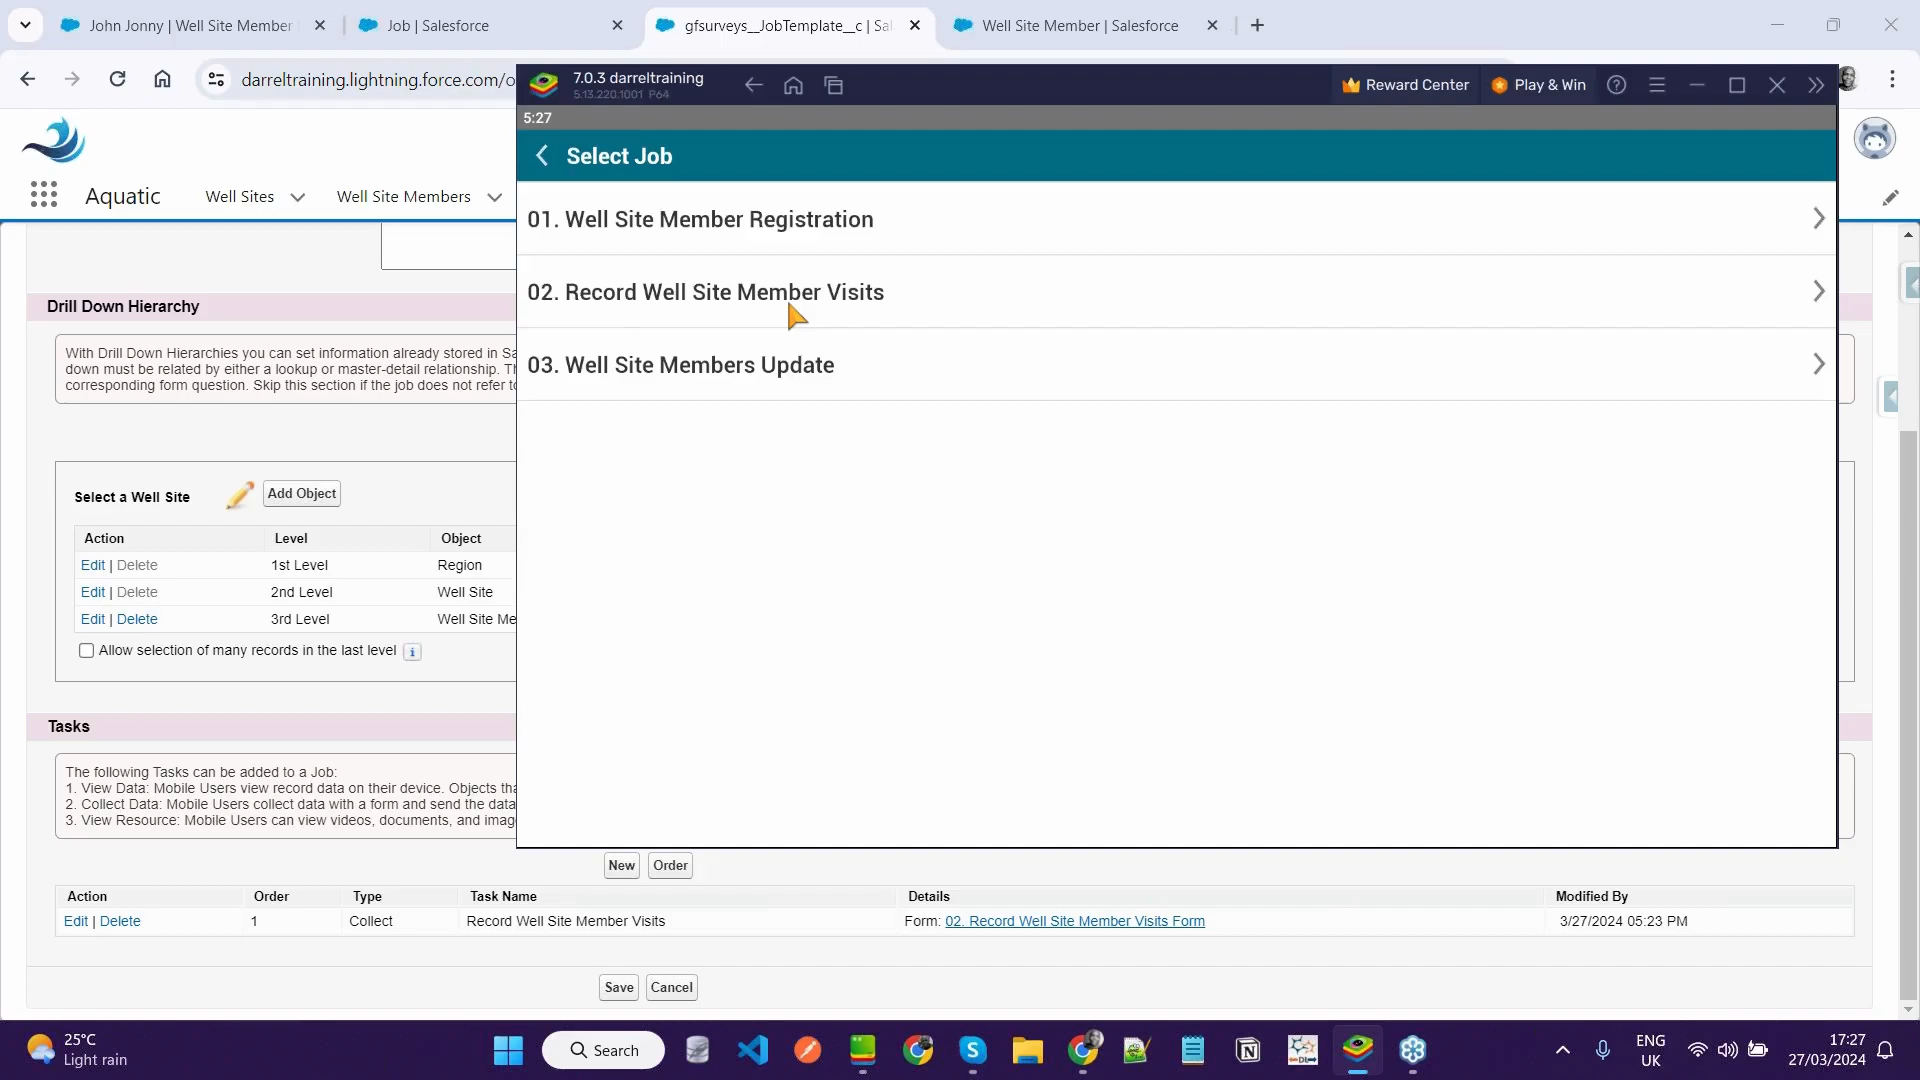 John Jonny | Well Site Member
Job | Salesforce
gfsurveys__JobTemplate__c | Sal
Well Site Member | Salesforce
darreltraining.lightning.force.com/o
7.0.3 darreltraining
5.13.220.1001 P64
Reward Center
Play & Win
5:27
Select Job
Aquatic
Well Sites
Well Site Members
01. Well Site Member Registration
02. Record Well Site Member Visits
03. Well Site Members Update
Drill Down Hierarchy
With Drill Down Hierarchies you can set information already stored in Sa
down must be related by either a lookup or master-detail relationship. T
corresponding form question. Skip this section if the job does not refer to
Select a Well Site
Add Object
Action Level Object
Edit | Delete 1st Level Region
Edit | Delete 2nd Level Well Site
Edit | Delete 3rd Level Well Site Me
Allow selection of many records in the last level
Tasks
The following Tasks can be added to a Job:
1. View Data: Mobile Users view record data on their device. Objects tha
2. Collect Data: Mobile Users collect data with a form and send the data
3. View Resource: Mobile Users can view videos, documents, and imag
New Order
Action Order Type Task Name Details Modified By
Edit | Delete 1 Collect Record Well Site Member Visits Form: 02. Record Well Site Member Visits Form 3/27/2024 05:23 PM
Save Cancel
25°C
Light rain
Search
ENG
UK
17:27
27/03/2024